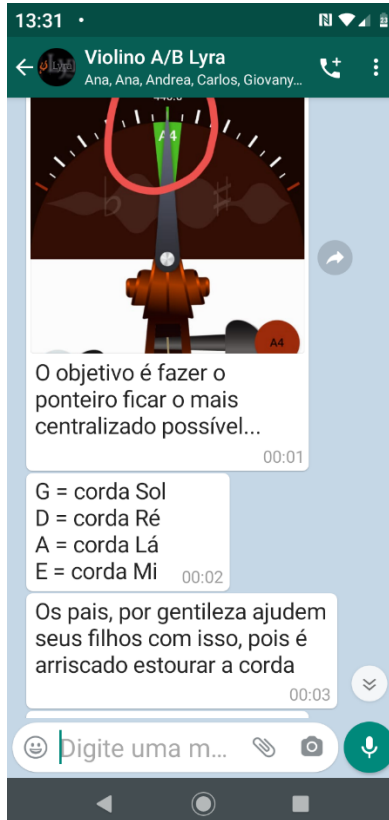 13:31
Violino A/B Lyra
Ana, Ana, Andrea, Carlos, Giovany...
A4
A4
O objetivo é fazer o
ponteiro ficar o mais
centralizado possível...
00:01
G = corda Sol
D = corda Ré
A = corda Lá
E = corda Mi
00:02
Os pais, por gentileza ajudem
seus filhos com isso, pois é
arriscado estourar a corda
00:03
Digite uma m...